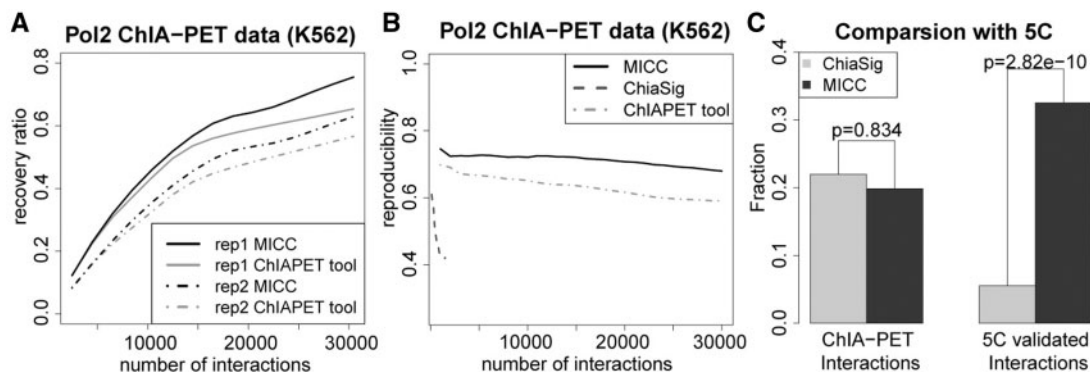 A
Pol2 ChIA−PET data (K562)
recovery ratio
0.8
0.6
0.4
0.2
0.0
rep1 MICC
rep1 ChIAPET tool
rep2 MICC
rep2 ChIAPET tool
10000 20000 30000
number of interactions
B
Pol2 ChIA−PET data (K562)
reproducibility
1.0
0.8
0.6
0.4
MICC
ChiaSig
ChIAPET tool
0 10000 20000 30000
number of interactions
C
Comparsion with 5C
Fraction
0.4
0.3
0.2
0.1
0.0
ChiaSig
MICC
p=0.834
p=2.82e−10
ChIA−PET
Interactions
5C validated
Interactions